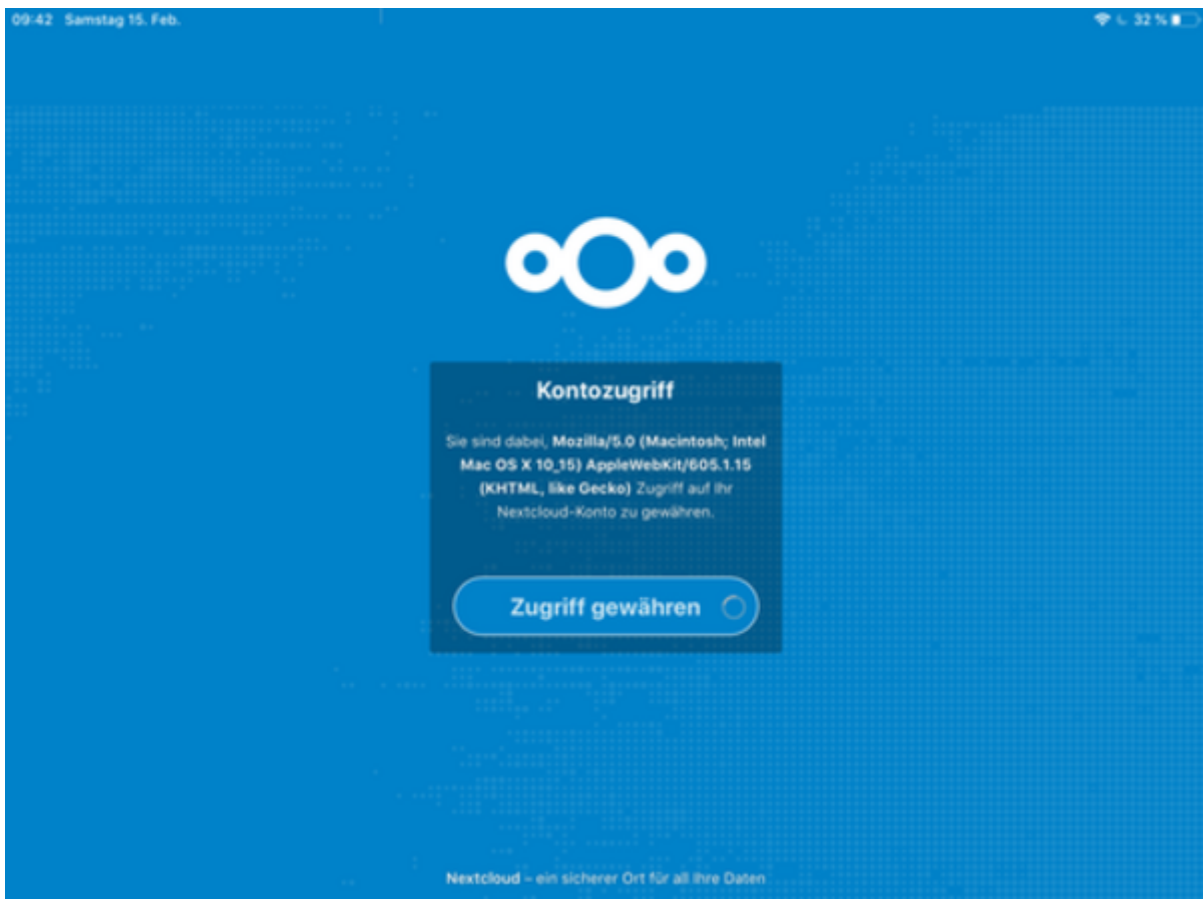 09:42 Samstag 15. Feb.
32 %
Kontozugriff
Sie sind dabei, Mozilla/5.0 (Macintosh; Intel
Mac OS X 10_15) AppleWebKit/605.1.15
(KHTML, like Gecko) Zugriff auf Ihr
Nextcloud-Konto zu gewähren.
Zugriff gewähren
Nextcloud – ein sicherer Ort für all Ihre Daten